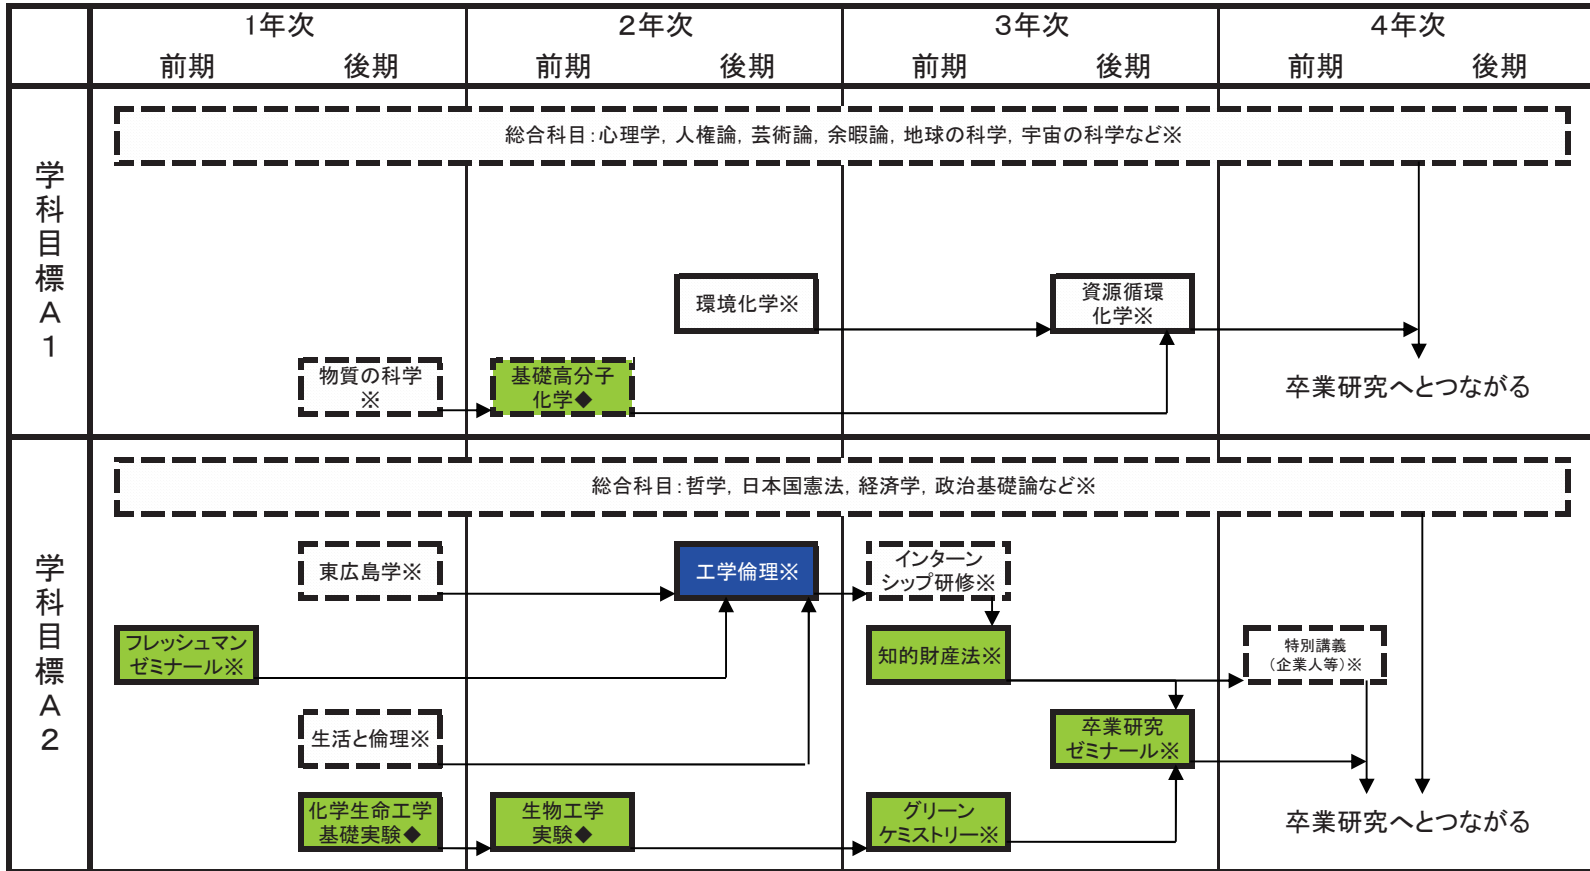 1年次 2年次 3年次 4年次
前期 後期 前期 後期 前期 後期 前期 後期
学科目標A1
総合科目:心理学, 人権論, 芸術論, 余暇論, 地球の科学, 宇宙の科学など※
環境化学※
資源循環
化学※
物質の科学
※
基礎高分子
化学◆
卒業研究へとつながる
学科目標A2
総合科目:哲学, 日本国憲法, 経済学, 政治基礎論など※
東広島学※
工学倫理※
インターン
シップ研修※
フレッシュマン
ゼミナール※
知的財産法※
特別講義
(企業人等)※
生活と倫理※
卒業研究
ゼミナール※
化学生命工学
基礎実験◆
生物工学
実験◆
グリーン
ケミストリー※
卒業研究へとつながる